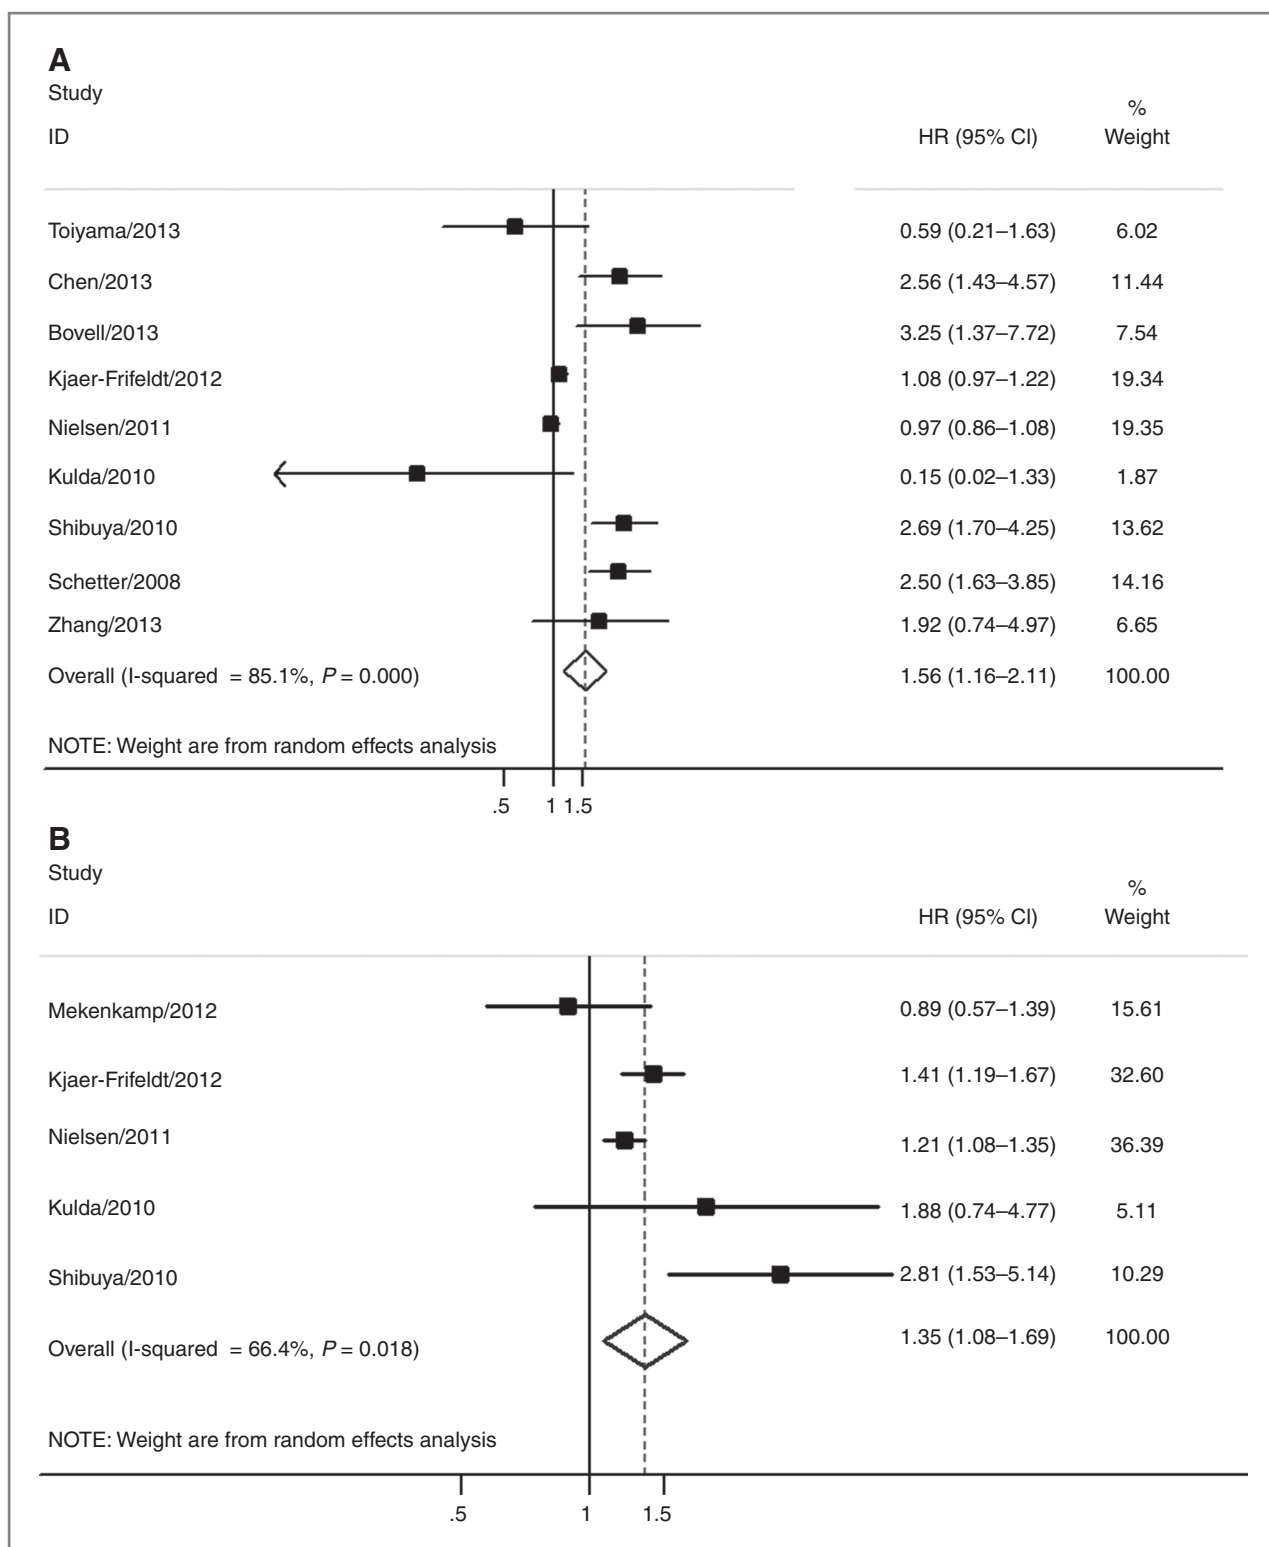 A
Study
ID HR (95% CI) % Weight
Toiyama/2013 0.59 (0.21–1.63) 6.02
Chen/2013 2.56 (1.43–4.57) 11.44
Bovell/2013 3.25 (1.37–7.72) 7.54
Kjaer-Frifeldt/2012 1.08 (0.97–1.22) 19.34
Nielsen/2011 0.97 (0.86–1.08) 19.35
Kulda/2010 0.15 (0.02–1.33) 1.87
Shibuya/2010 2.69 (1.70–4.25) 13.62
Schetter/2008 2.50 (1.63–3.85) 14.16
Zhang/2013 1.92 (0.74–4.97) 6.65
Overall (I-squared = 85.1%, P = 0.000) 1.56 (1.16–2.11) 100.00
NOTE: Weight are from random effects analysis
.5 1 1.5
B
Study
ID HR (95% CI) % Weight
Mekenkamp/2012 0.89 (0.57–1.39) 15.61
Kjaer-Frifeldt/2012 1.41 (1.19–1.67) 32.60
Nielsen/2011 1.21 (1.08–1.35) 36.39
Kulda/2010 1.88 (0.74–4.77) 5.11
Shibuya/2010 2.81 (1.53–5.14) 10.29
Overall (I-squared = 66.4%, P = 0.018) 1.35 (1.08–1.69) 100.00
NOTE: Weight are from random effects analysis
.5 1 1.5